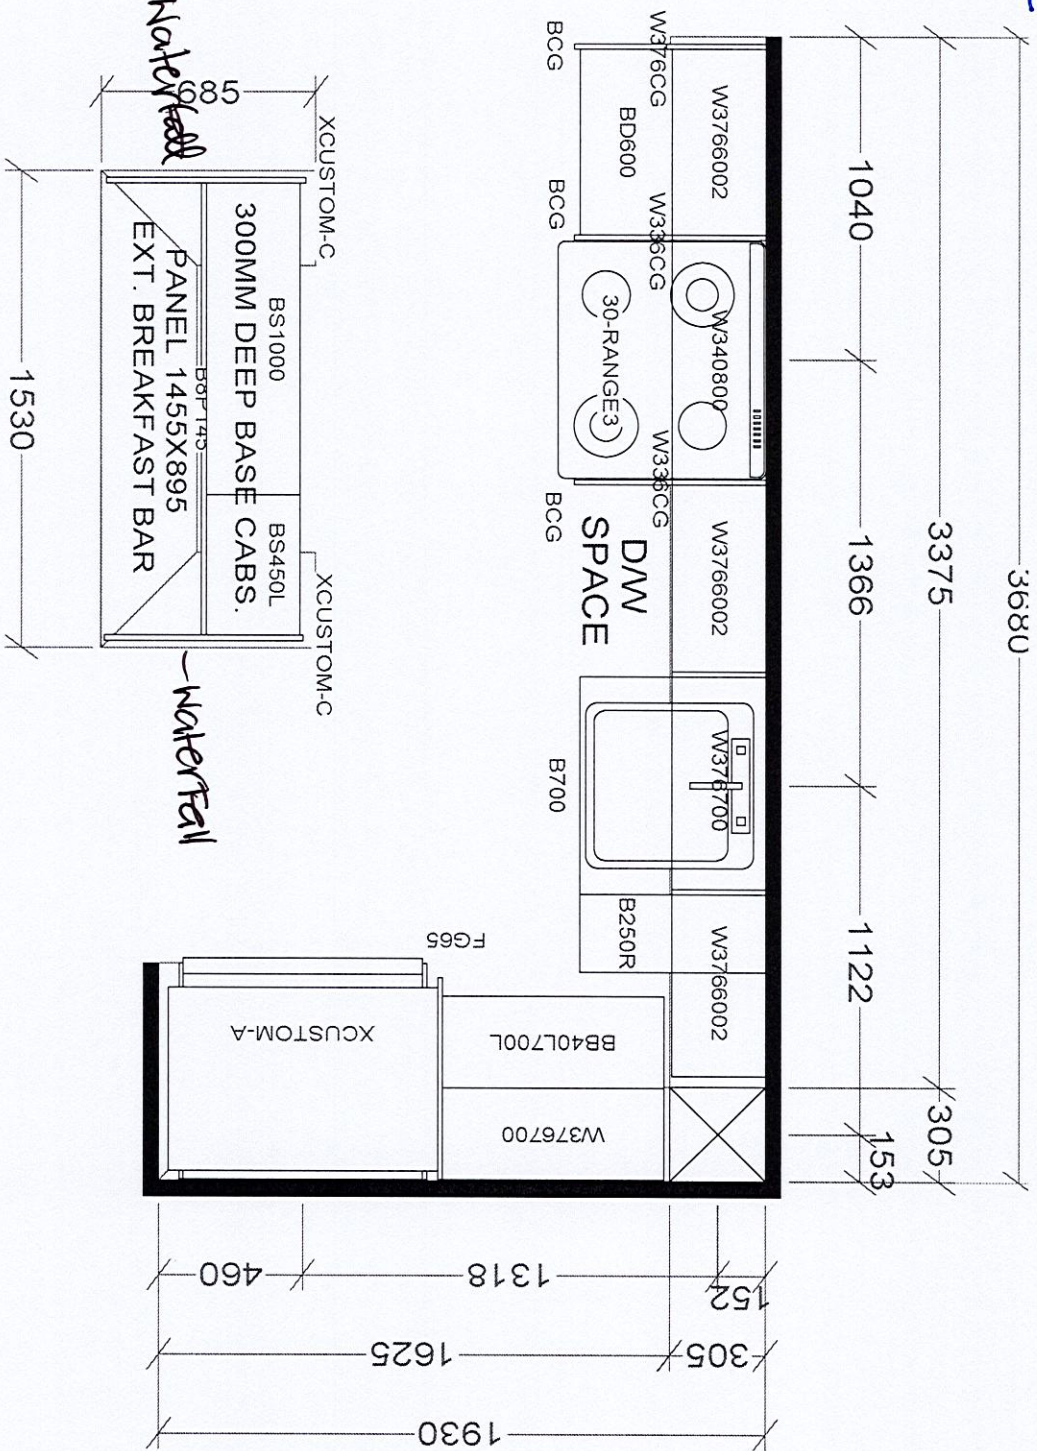 3680
3375
305
1040
1366
1122
153
W3766002
W376CG
BCG
BD600
BCG
W336CG
W340800
30-RANGE3
W336CG
BCG
D/W
SPACE
W3766002
W376700
B700
B250R
W3766002
FG65
XCUSTOM-A
BB40L700L
W376700
460
1318
152
1625
305
1930
Waterfall
685
XCUSTOM-C
BS1000
BS450L
300MM DEEP BASE CABS.
PANEL 1455X895
EXT. BREAKFAST BAR
XCUSTOM-C
1530
-Waterfall